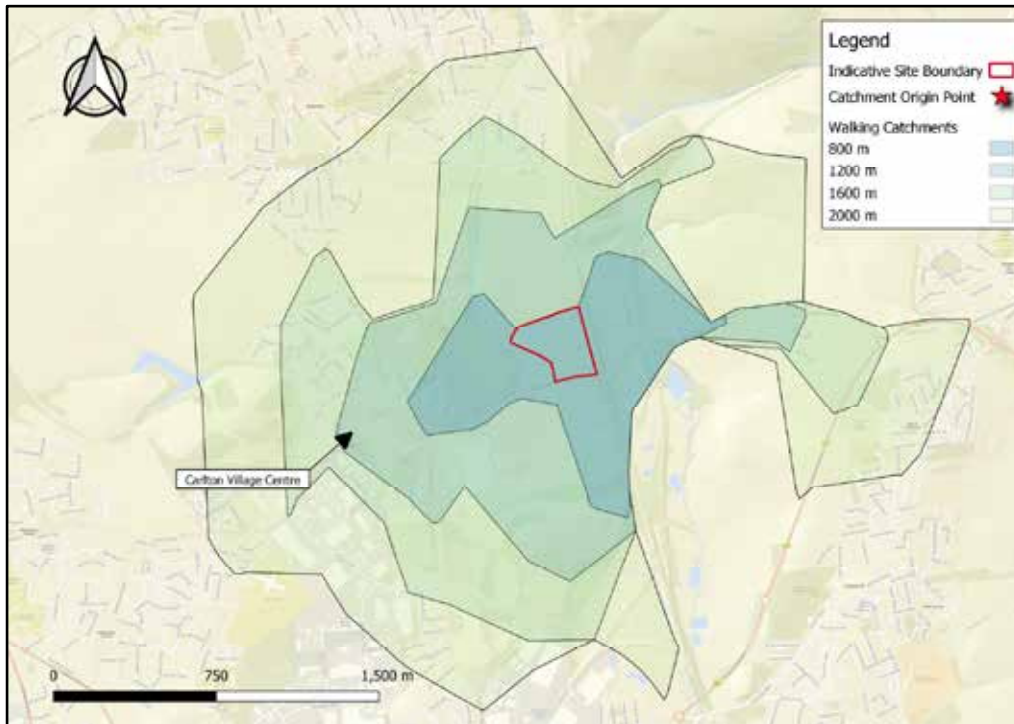 Legend
Indicative Site Boundary
Catchment Origin Point
Walking Catchments
800 m
1200 m
1600 m
2000 m
Carlton Village Centre
0 750 1,500 m